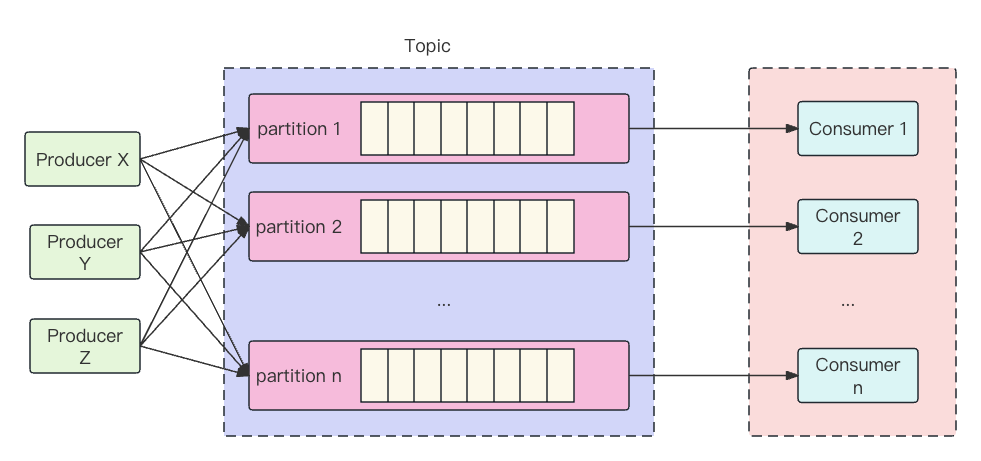 Topic
partition 1
Consumer 1
Producer X
partition 2
Consumer
2
Producer
Y
...
...
Producer
Z
partition n
Consumer
n